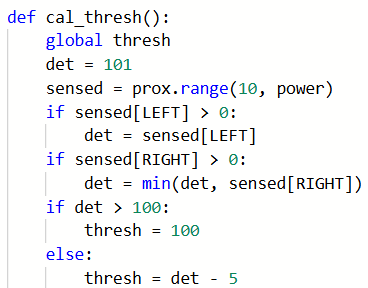 def cal_thresh():
    global thresh
    det = 101
    sensed = prox.range(10, power)
    if sensed[LEFT] > 0:
        det = sensed[LEFT]
    if sensed[RIGHT] > 0:
        det = min(det, sensed[RIGHT])
    if det > 100:
        thresh = 100
    else:
        thresh = det - 5